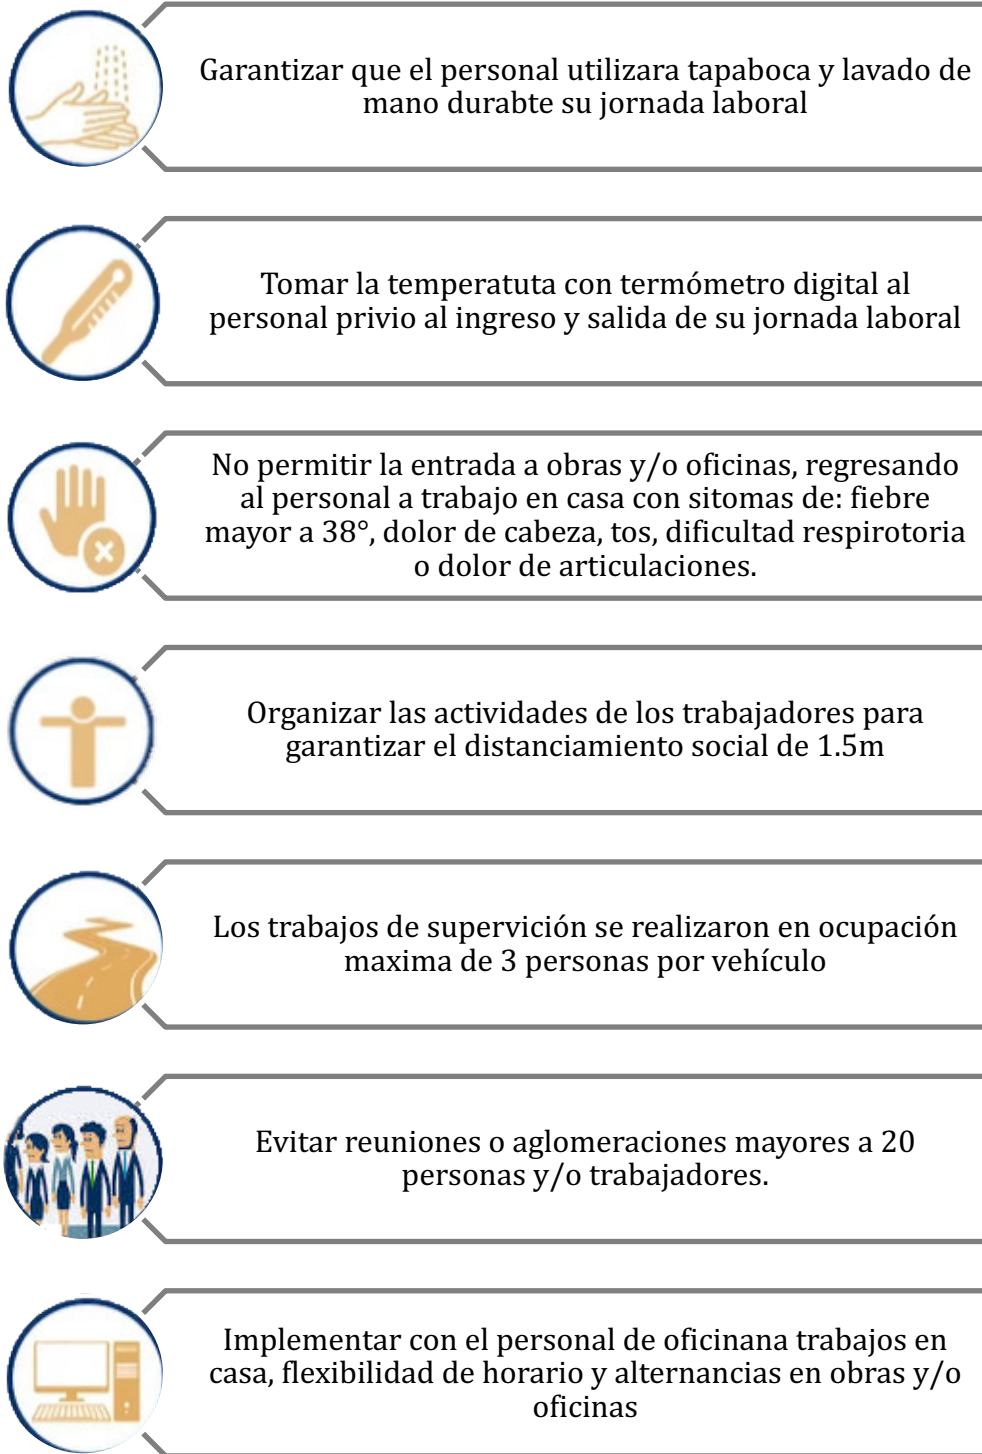 Garantizar que el personal utilizara tapaboca y lavado de
mano durabte su jornada laboral
Tomar la temperatuta con termómetro digital al
personal privio al ingreso y salida de su jornada laboral
No permitir la entrada a obras y/o oficinas, regresando
al personal a trabajo en casa con sitomas de: fiebre
mayor a 38°, dolor de cabeza, tos, dificultad respirotoria
o dolor de articulaciones.
Organizar las actividades de los trabajadores para
garantizar el distanciamiento social de 1.5m
Los trabajos de supervición se realizaron en ocupación
maxima de 3 personas por vehículo
Evitar reuniones o aglomeraciones mayores a 20
personas y/o trabajadores.
Implementar con el personal de oficinana trabajos en
casa, flexibilidad de horario y alternancias en obras y/o
oficinas